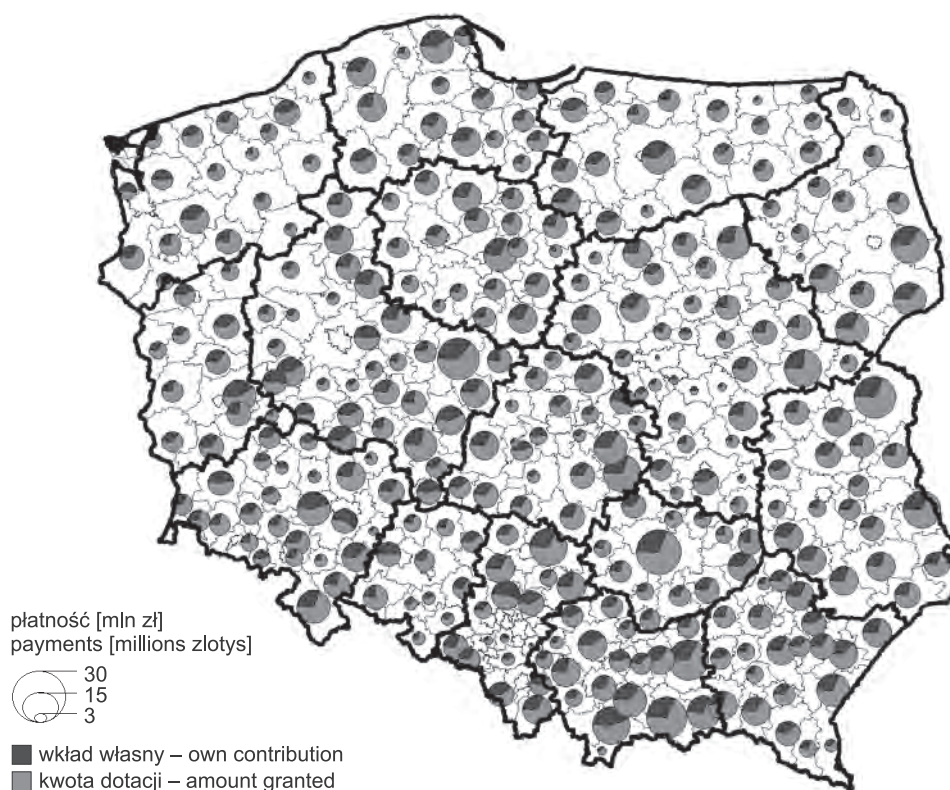 płatność [mln zł]
payments [millions zlotys]
30
15
3
wkład własny – own contribution
kwota dotacji – amount granted